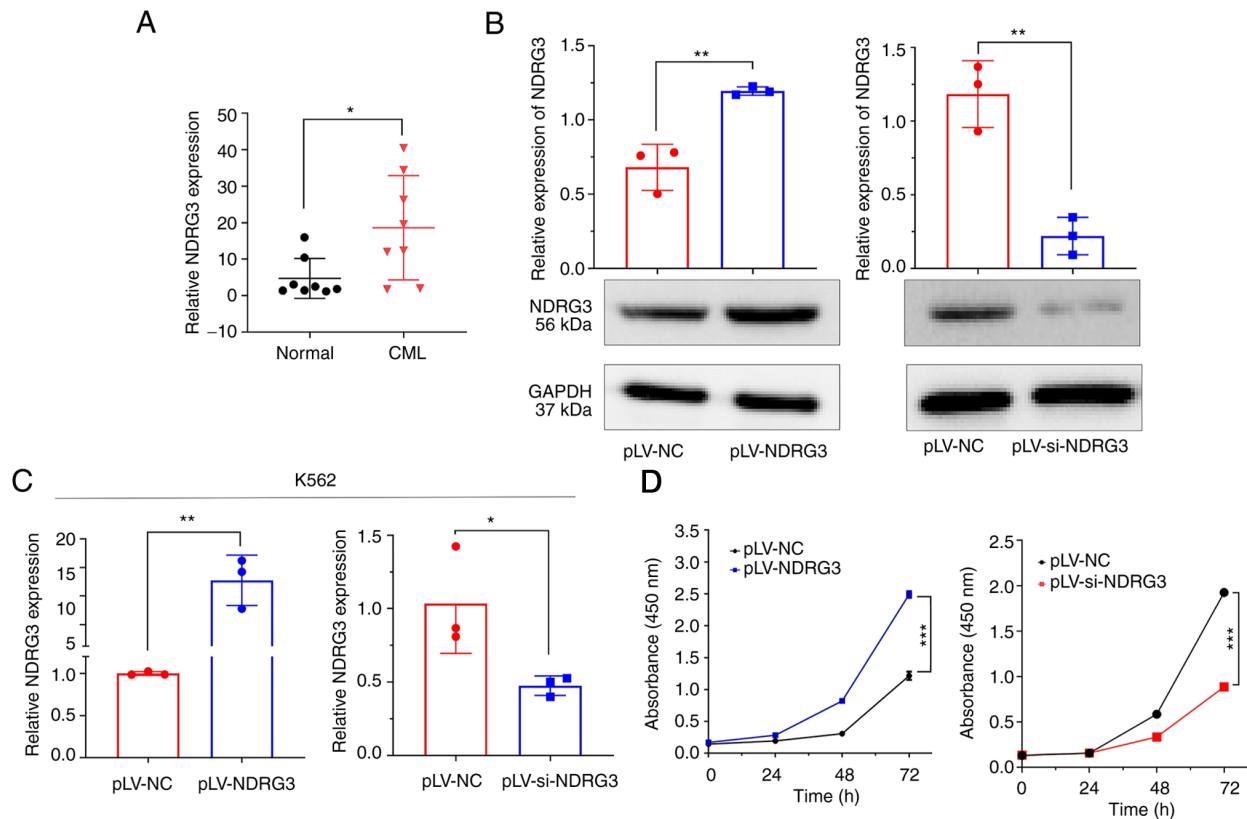 A
Relative NDRG3 expression
50
40
30
20
10
0
−10
*
Normal
CML
B
Relative expression of NDRG3
1.5
1.0
0.5
0.0
**
Relative expression of NDRG3
1.5
1.0
0.5
0.0
**
NDRG3
56 kDa
GAPDH
37 kDa
pLV-NC
pLV-NDRG3
pLV-NC
pLV-si-NDRG3
C
K562
Relative NDRG3 expression
20
15
10
5
1.0
0.5
0.0
**
pLV-NC
pLV-NDRG3
Relative NDRG3 expression
1.5
1.0
0.5
0.0
*
pLV-NC
pLV-si-NDRG3
D
Absorbance (450 nm)
3.5
3.0
2.5
2.0
1.5
1.0
0.5
0.0
pLV-NC
pLV-NDRG3
***
0
24
48
72
Time (h)
Absorbance (450 nm)
2.5
2.0
1.5
1.0
0.5
0.0
pLV-NC
pLV-si-NDRG3
***
0
24
48
72
Time (h)